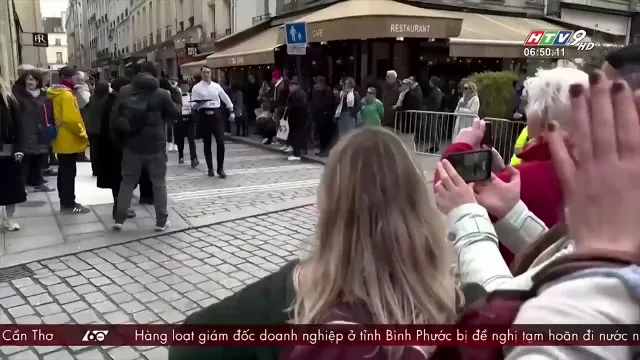 HTV9 HD
06:50:11
CAFE RESTAURANT
Cần Thơ 60 Hàng loạt giám đốc doanh nghiệp ở tỉnh Bình Phước bị đề nghị tạm hoãn đi nước n